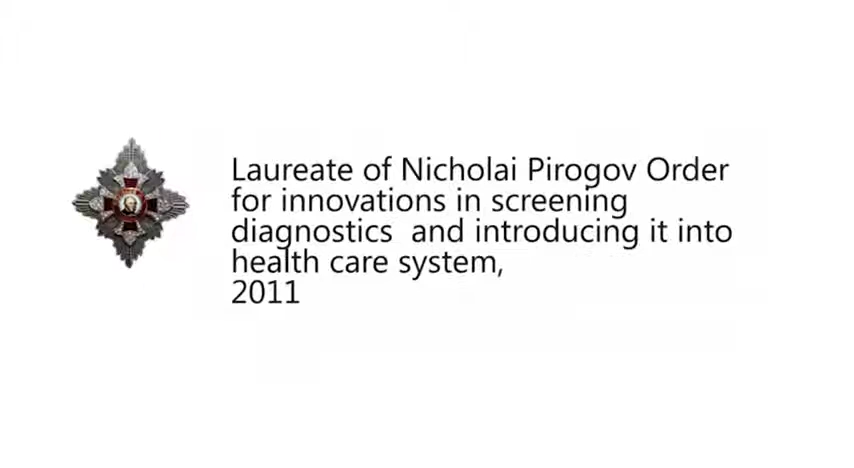 Laureate of Nicholai Pirogov Order
for innovations in screening
diagnostics  and introducing it into
health care system,
2011